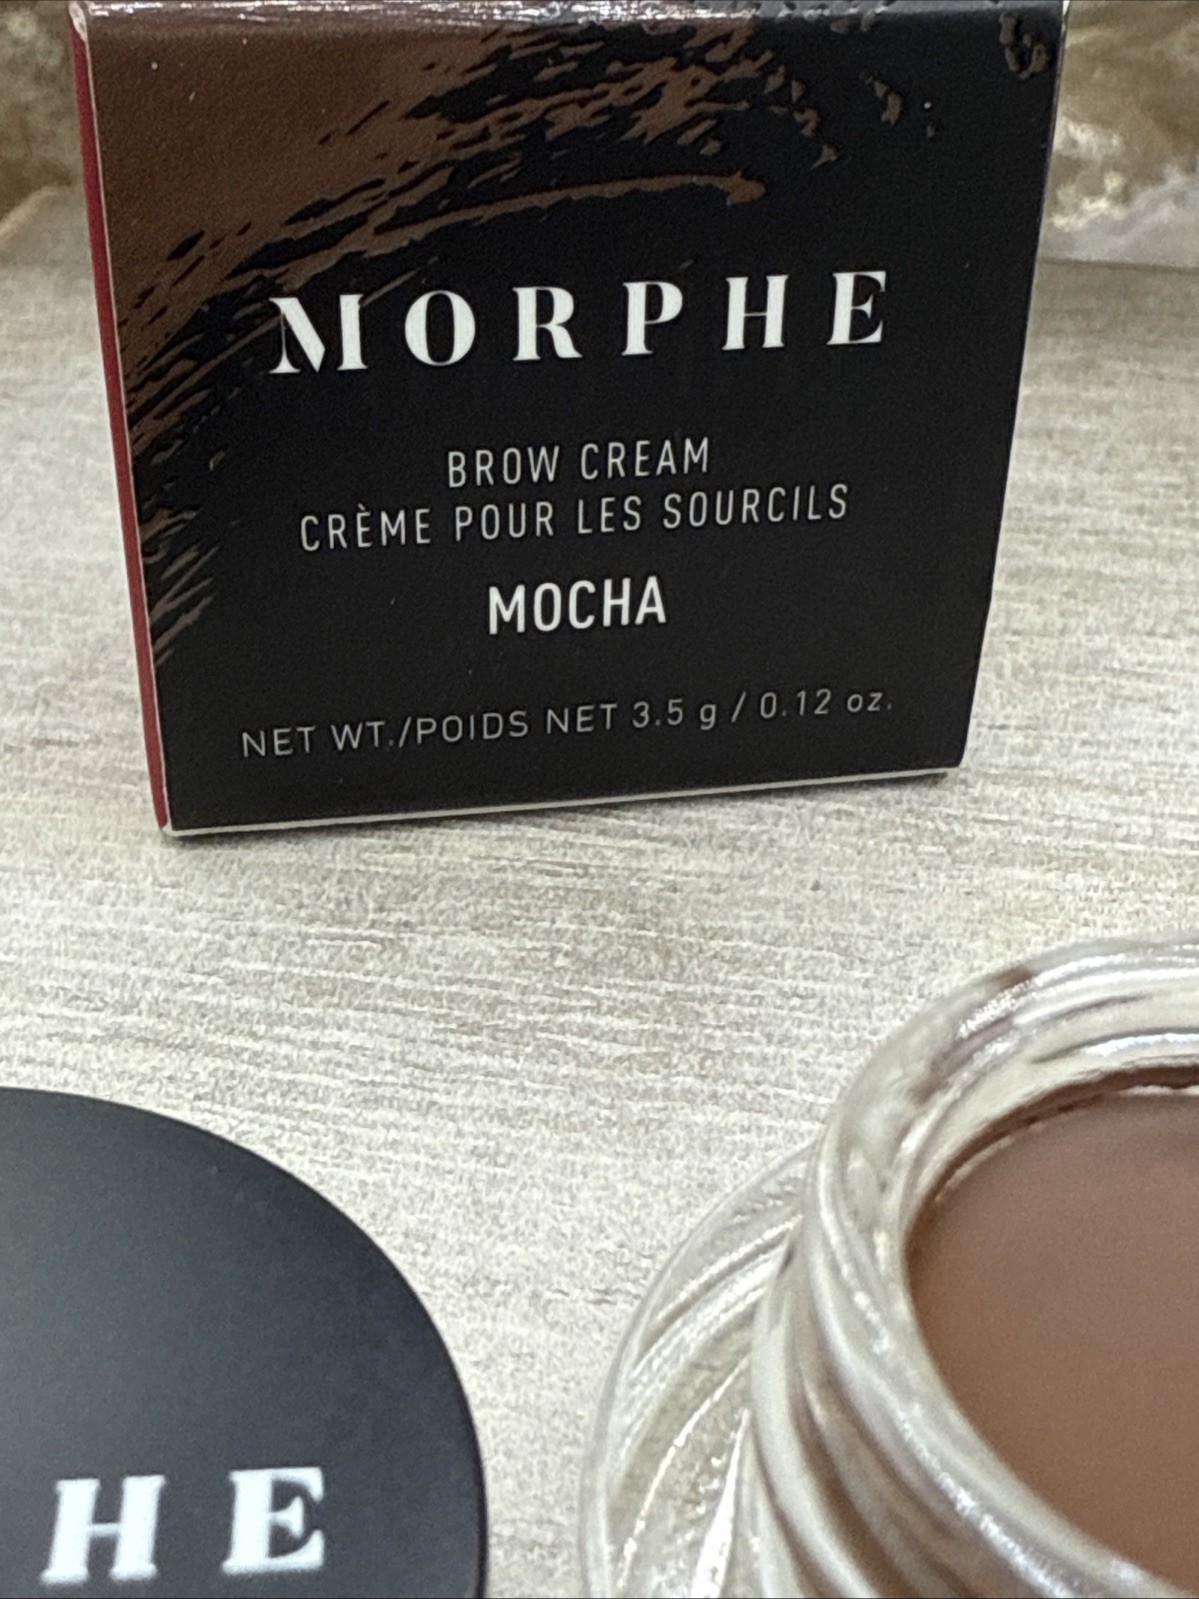 MORPHE
BROW CREAM
CRÈME POUR LES SOURCILS
MOCHA
NET WT./POIDS NET 3.5 g / 0.12 oz.
HE